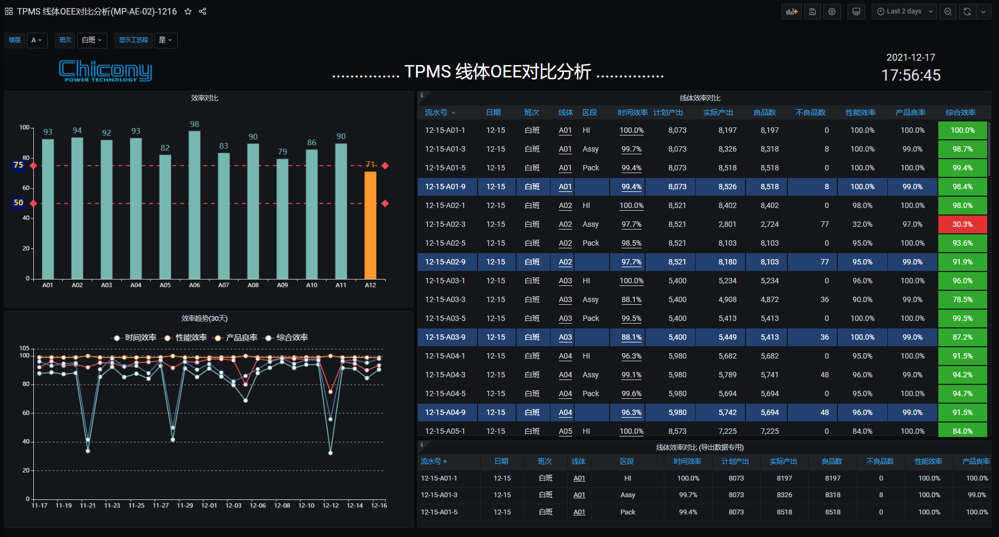 TPMS 线体OEE对比分析(MP-AE-02)-1216
Last 2 days
楼层 A 班次 白班 显示工艺段 是
Chicony
POWER TECHNOLOGY
............... TPMS 线体OEE对比分析 ...............
2021-12-17
17:56:45
效率对比
100 80 60 40 20 0
75
50
93 94 92 93 82 98 83 90 79 86 90 71
A01 A02 A03 A04 A05 A06 A07 A08 A09 A10 A11 A12
效率趋势(30天)
时间效率 性能效率 产品良率 综合效率
105
100
80
60
40
20
0
11-17 11-19 11-21 11-23 11-25 11-27 11-29 12-01 12-03 12-06 12-08 12-10 12-12 12-14 12-16
线体效率对比
流水号 日期 班次 线体 区段 时间效率 计划产出 实际产出 良品数 不良品数 性能效率 产品良率 综合效率
12-15-A01-1 12-15 白班 A01 HI 100.0% 8,073 8,197 8,197 0 100.0% 100.0% 100.0%
12-15-A01-3 12-15 白班 A01 Assy 99.7% 8,073 8,326 8,318 8 100.0% 99.0% 98.7%
12-15-A01-5 12-15 白班 A01 Pack 99.4% 8,073 8,518 8,518 0 100.0% 100.0% 99.4%
12-15-A01-9 12-15 白班 A01 99.4% 8,073 8,526 8,518 8 100.0% 99.0% 98.4%
12-15-A02-1 12-15 白班 A02 HI 100.0% 8,521 8,402 8,402 0 98.0% 100.0% 98.0%
12-15-A02-3 12-15 白班 A02 Assy 97.7% 8,521 2,801 2,724 77 32.0% 97.0% 30.3%
12-15-A02-5 12-15 白班 A02 Pack 98.5% 8,521 8,103 8,103 0 95.0% 100.0% 93.6%
12-15-A02-9 12-15 白班 A02 97.7% 8,521 8,180 8,103 77 95.0% 99.0% 91.9%
12-15-A03-1 12-15 白班 A03 HI 100.0% 5,400 5,234 5,234 0 96.0% 100.0% 96.0%
12-15-A03-3 12-15 白班 A03 Assy 88.1% 5,400 4,908 4,872 36 90.0% 99.0% 78.5%
12-15-A03-5 12-15 白班 A03 Pack 99.5% 5,400 5,413 5,413 0 100.0% 100.0% 99.5%
12-15-A03-9 12-15 白班 A03 88.1% 5,400 5,449 5,413 36 100.0% 99.0% 87.2%
12-15-A04-1 12-15 白班 A04 HI 96.3% 5,980 5,682 5,682 0 95.0% 100.0% 91.5%
12-15-A04-3 12-15 白班 A04 Assy 99.1% 5,980 5,789 5,741 48 96.0% 99.0% 94.2%
12-15-A04-5 12-15 白班 A04 Pack 99.6% 5,980 5,694 5,694 0 95.0% 100.0% 94.7%
12-15-A04-9 12-15 白班 A04 96.3% 5,980 5,742 5,694 48 96.0% 99.0% 91.5%
12-15-A05-1 12-15 白班 A05 HI 100.0% 8,573 7,225 7,225 0 84.0% 100.0% 84.0%
线体效率对比 (导出数据专用)
流水号 日期 班次 线体 区段 时间效率 计划产出 实际产出 良品数 不良品数 性能效率 产品良率
12-15-A01-1 12-15 白班 A01 HI 100.0% 8073 8197 8197 0 100.0% 100.0%
12-15-A01-3 12-15 白班 A01 Assy 99.7% 8073 8326 8318 8 100.0% 99.0%
12-15-A01-5 12-15 白班 A01 Pack 99.4% 8073 8518 8518 0 100.0% 100.0%